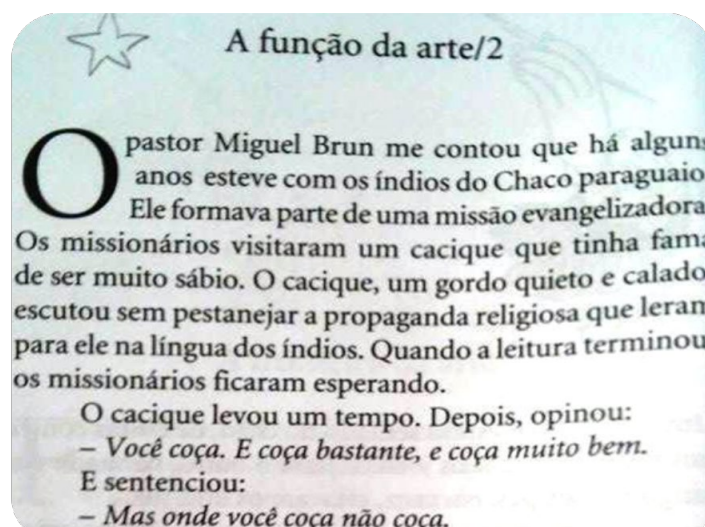 A função da arte/2
O pastor Miguel Brun me contou que há alguns
anos esteve com os índios do Chaco paraguaio
Ele formava parte de uma missão evangelizadora
Os missionários visitaram um cacique que tinha fama
de ser muito sábio. O cacique, um gordo quieto e calado
escutou sem pestanejar a propaganda religiosa que leram
para ele na língua dos índios. Quando a leitura terminou
os missionários ficaram esperando.
O cacique levou um tempo. Depois, opinou:
– Você coça. E coça bastante, e coça muito bem.
E sentenciou:
– Mas onde você coça não coça.